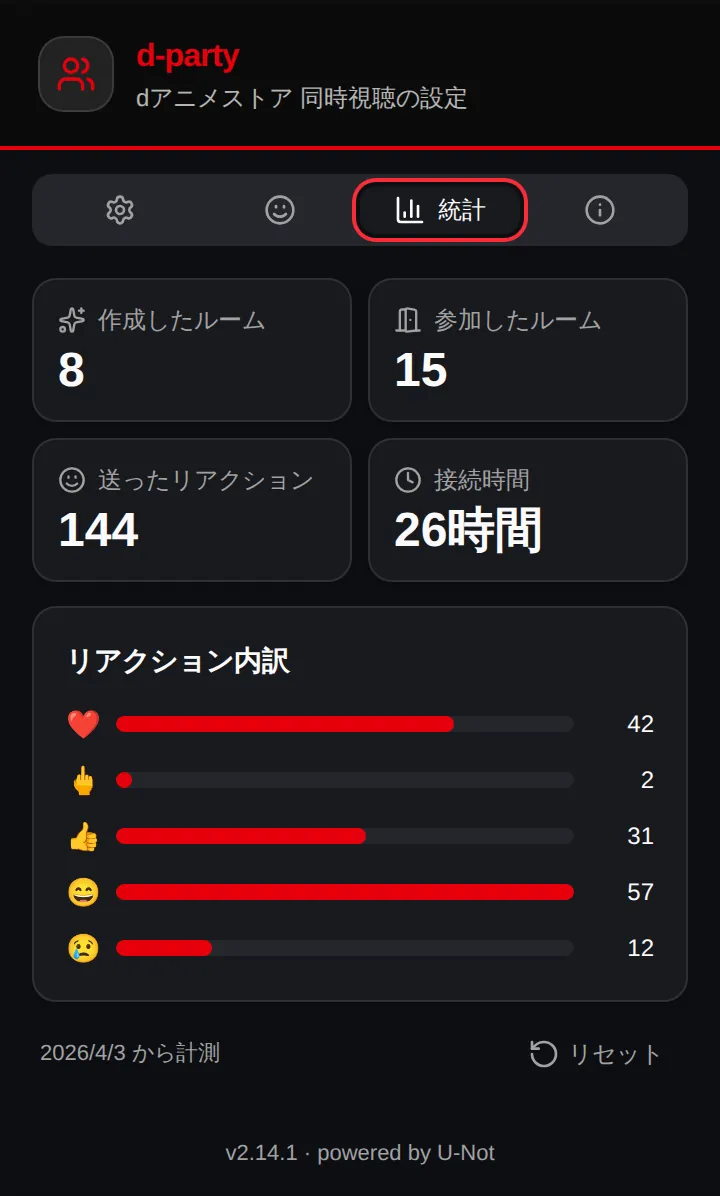 d-party
dアニメストア 同時視聴の設定
統計
作成したルーム
8
参加したルーム
15
送ったリアクション
144
接続時間
26時間
リアクション内訳
42
2
31
57
12
2026/4/3 から計測
リセット
v2.14.1 · powered by U-Not